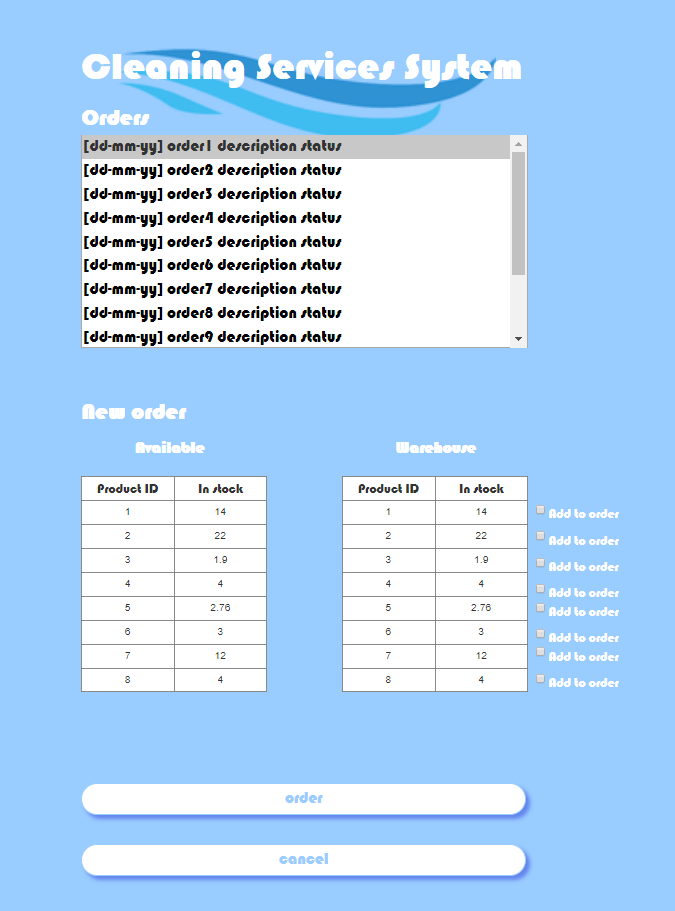 Cleaning Services System
Orders
[dd-mm-yy] order1 description status
[dd-mm-yy] order2 description status
[dd-mm-yy] order3 description status
[dd-mm-yy] order4 description status
[dd-mm-yy] order5 description status
[dd-mm-yy] order6 description status
[dd-mm-yy] order7 description status
[dd-mm-yy] order8 description status
[dd-mm-yy] order9 description status
New order
Available Warehouse
Product ID In stock Product ID In stock
1 14 1 14 Add to order
2 22 2 22 Add to order
3 1.9 3 1.9 Add to order
4 4 4 4 Add to order
5 2.76 5 2.76 Add to order
6 3 6 3 Add to order
7 12 7 12 Add to order
8 4 8 4 Add to order
order
cancel